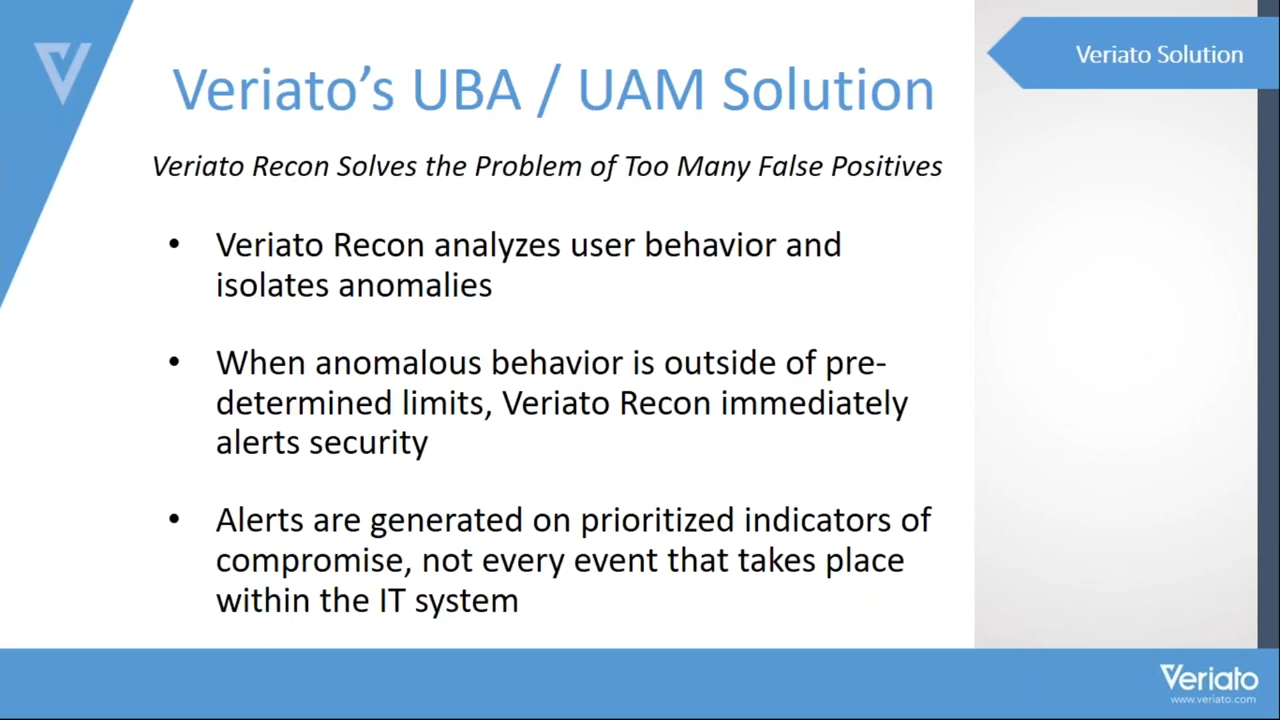 Veriato Solution
Veriato's UBA / UAM Solution
Veriato Recon Solves the Problem of Too Many False Positives
• Veriato Recon analyzes user behavior and
isolates anomalies
• When anomalous behavior is outside of pre-
determined limits, Veriato Recon immediately
alerts security
• Alerts are generated on prioritized indicators of
compromise, not every event that takes place
within the IT system
Veriato
www.veriato.com